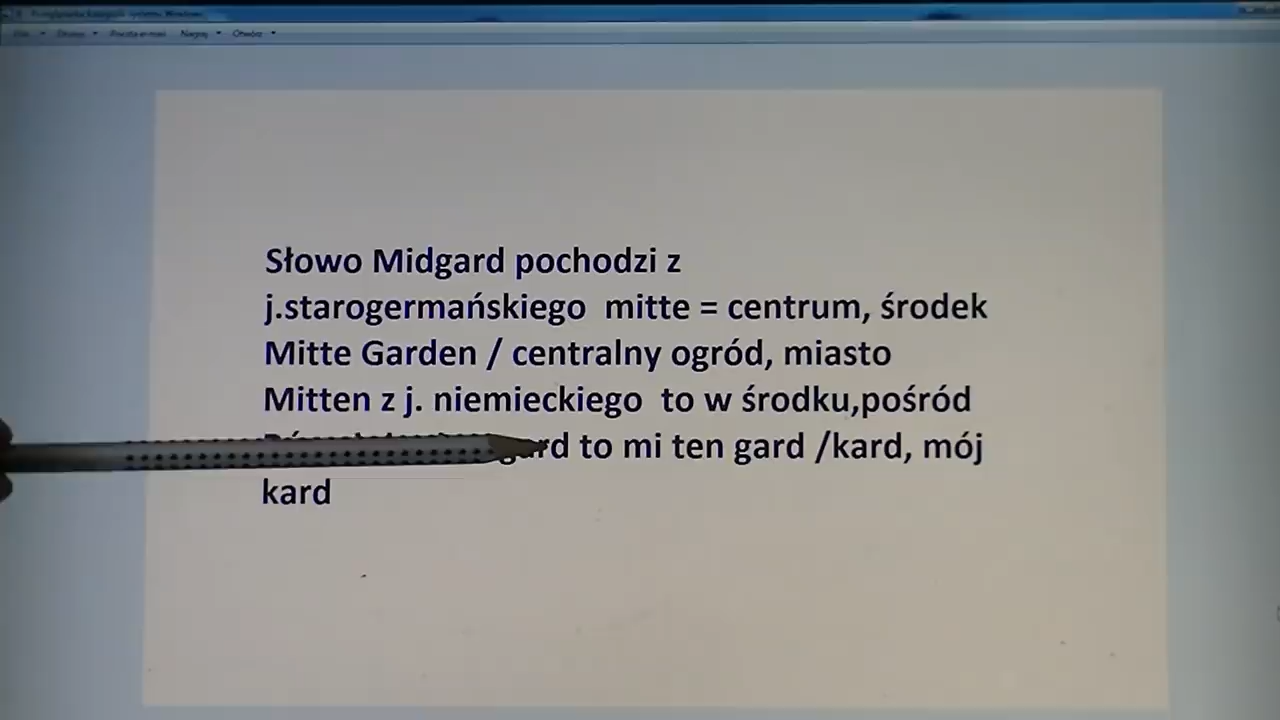 Słowo Midgard pochodzi z
j.starogermańskiego mitte = centrum, środek
Mitte Garden / centralny ogród, miasto
Mitten z j. niemieckiego to w środku,pośród
to mi ten gard /kard, mój
kard